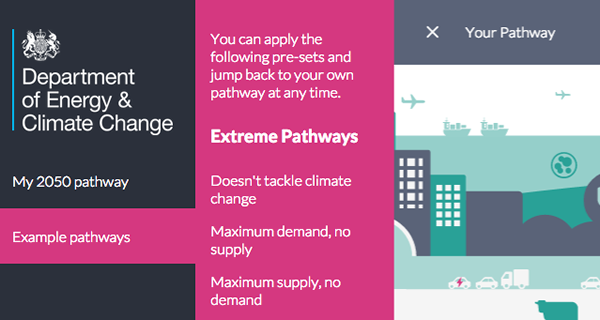 Department
of Energy &
Climate Change
My 2050 pathway
Example pathways
You can apply the
following pre-sets and
jump back to your own
pathway at any time.
Extreme Pathways
Doesn't tackle climate
change
Maximum demand, no
supply
Maximum supply, no
demand
Your Pathway